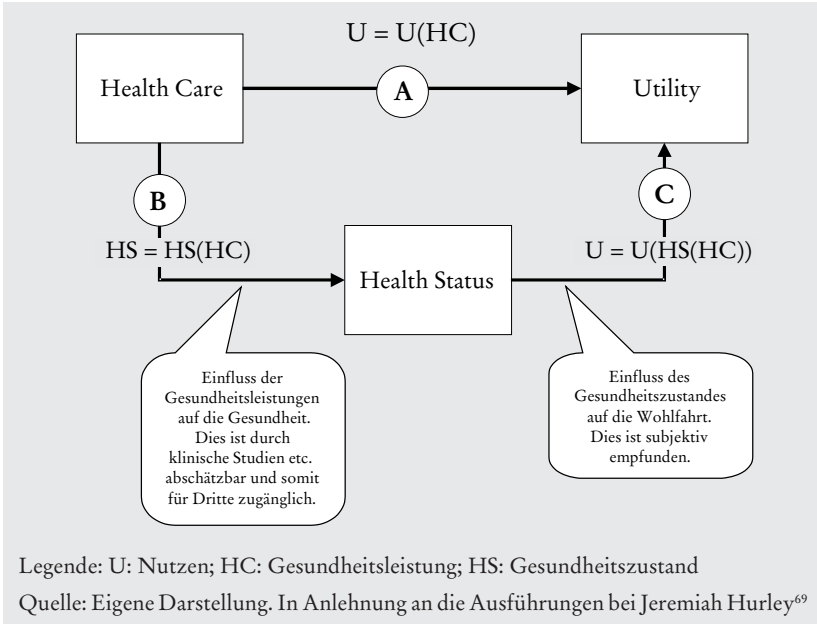 U = U(HC)
Health Care
A
Utility
B
C
HS = HS(HC)
U = U(HS(HC))
Health Status
Einfluss der
Gesundheitsleistungen
auf die Gesundheit.
Dies ist durch
klinische Studien etc.
abschätzbar und somit
für Dritte zugänglich.
Einfluss des
Gesundheitszustandes
auf die Wohlfahrt.
Dies ist subjektiv
empfunden.
Legende: U: Nutzen; HC: Gesundheitsleistung; HS: Gesundheitszustand
Quelle: Eigene Darstellung. In Anlehnung an die Ausführungen bei Jeremiah Hurley⁶⁹